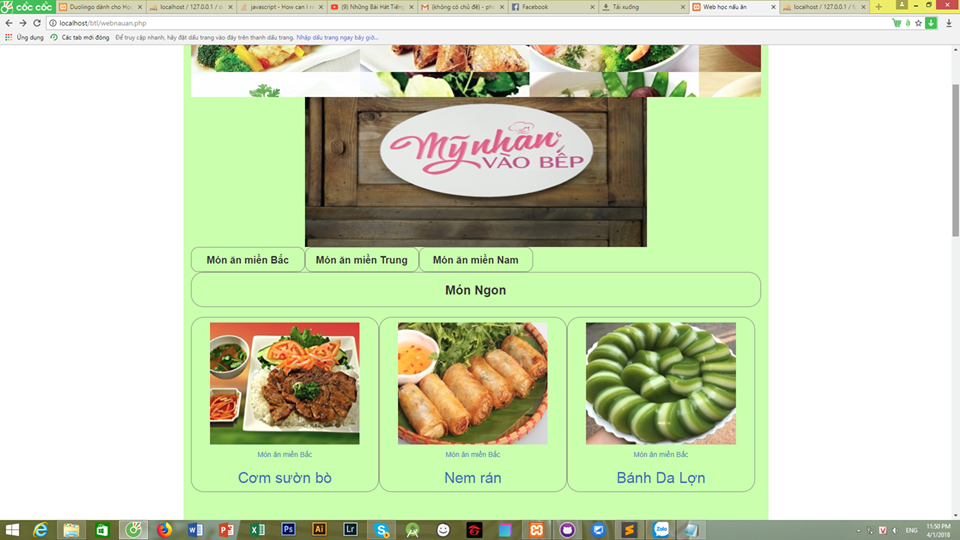 cốc cốc
Duolingo dành cho Học
localhost / 127.0.0.1 / c
javascript - How can I r
(9) Những Bài Hát Tiếng
(không có chủ đề) - ph
Facebook
Tải xuống
Web học nấu ăn
localhost / 127.0.0.1 /
localhost/btl/webnauan.php
Ứng dụng
Các tab mới đóng
Để truy cập nhanh, hãy đặt dấu trang vào đây trên thanh dấu trang. Nhập dấu trang ngay bây giờ...
Mỹ nhân
VÀO BẾP
Món ăn miền Bắc
Món ăn miền Trung
Món ăn miền Nam
Món Ngon
Món ăn miền Bắc
Cơm sườn bò
Món ăn miền Bắc
Nem rán
Món ăn miền Bắc
Bánh Da Lợn
ENG
11:50 PM
4/1/2018